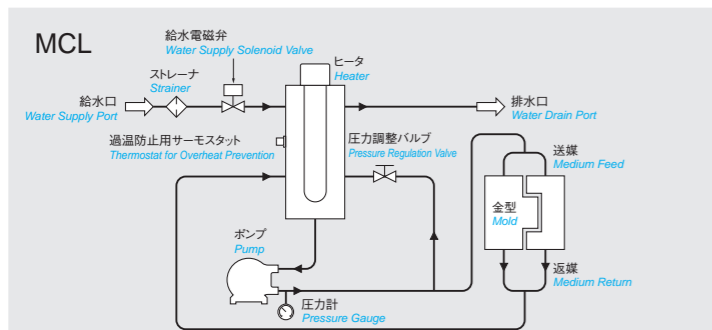 MCL
給水電磁弁
Water Supply Solenoid Valve
ヒータ
Heater
ストレーナ
Strainer
給水口
Water Supply Port
排水口
Water Drain Port
過温防止用サーモスタット
Thermostat for Overheat Prevention
圧力調整バルブ
Pressure Regulation Valve
送媒
Medium Feed
金型
Mold
ポンプ
Pump
返媒
Medium Return
圧力計
Pressure Gauge